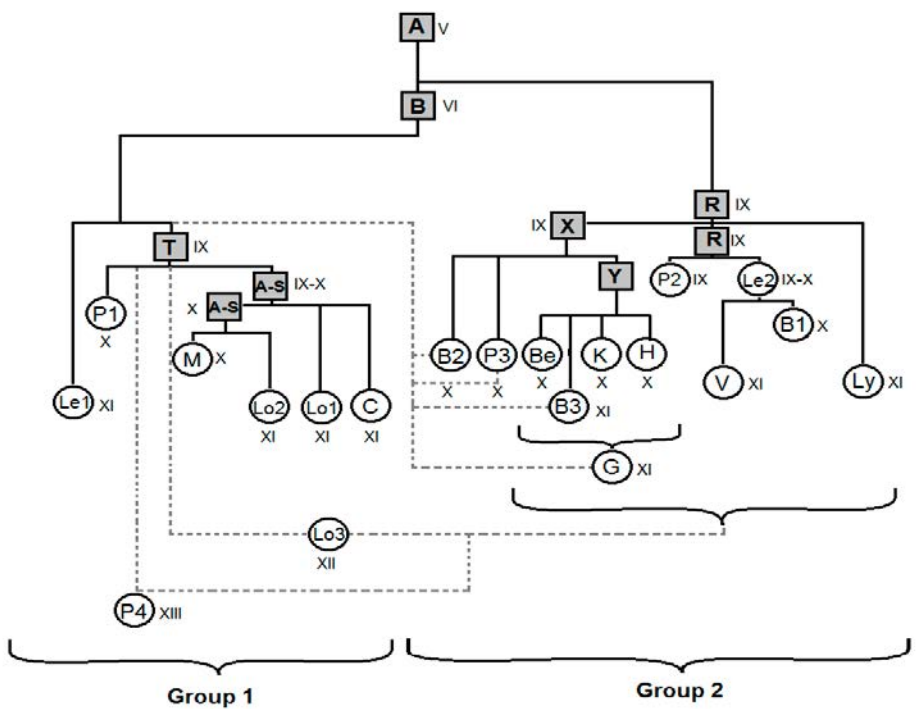 A V
B VI
R IX
X IX
R IX
T IX
Y
P2 IX
Le2 IX-X
A-S IX-X
A-S X
P1 X
B1 X
M X
B2 X
P3 X
Be X
K X
H X
V XI
Ly XI
Le1 XI
Lo2 XI
Lo1 XI
C XI
B3 XI
G XI
Lo3 XII
P4 XIII
Group 1
Group 2